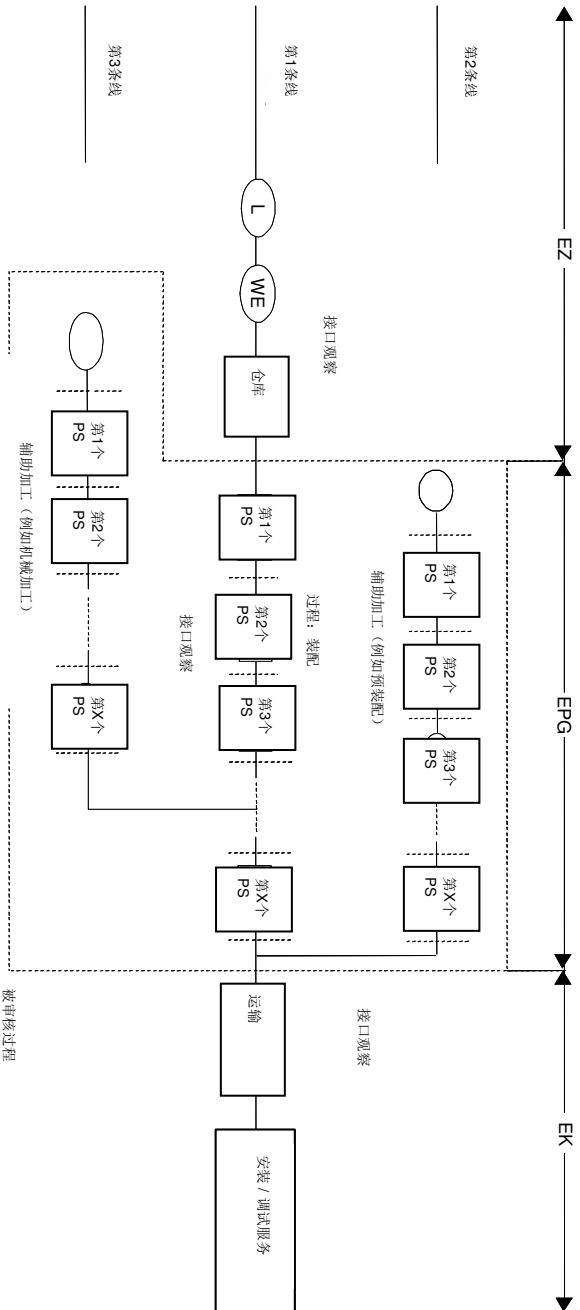 EZ
EPG
EK
第2条线
第1个
PS
第2个
PS
第3个
PS
第X个
PS
辅助加工（例如预装配）
接口观察
接口观察
第1条线
L
WE
仓库
第1个
PS
第2个
PS
第3个
PS
第X个
PS
运输
安装 / 调试服务
过程：装配
接口观察
第3条线
第1个
PS
第2个
PS
第X个
PS
辅助加工（例如机械加工）
被审核过程